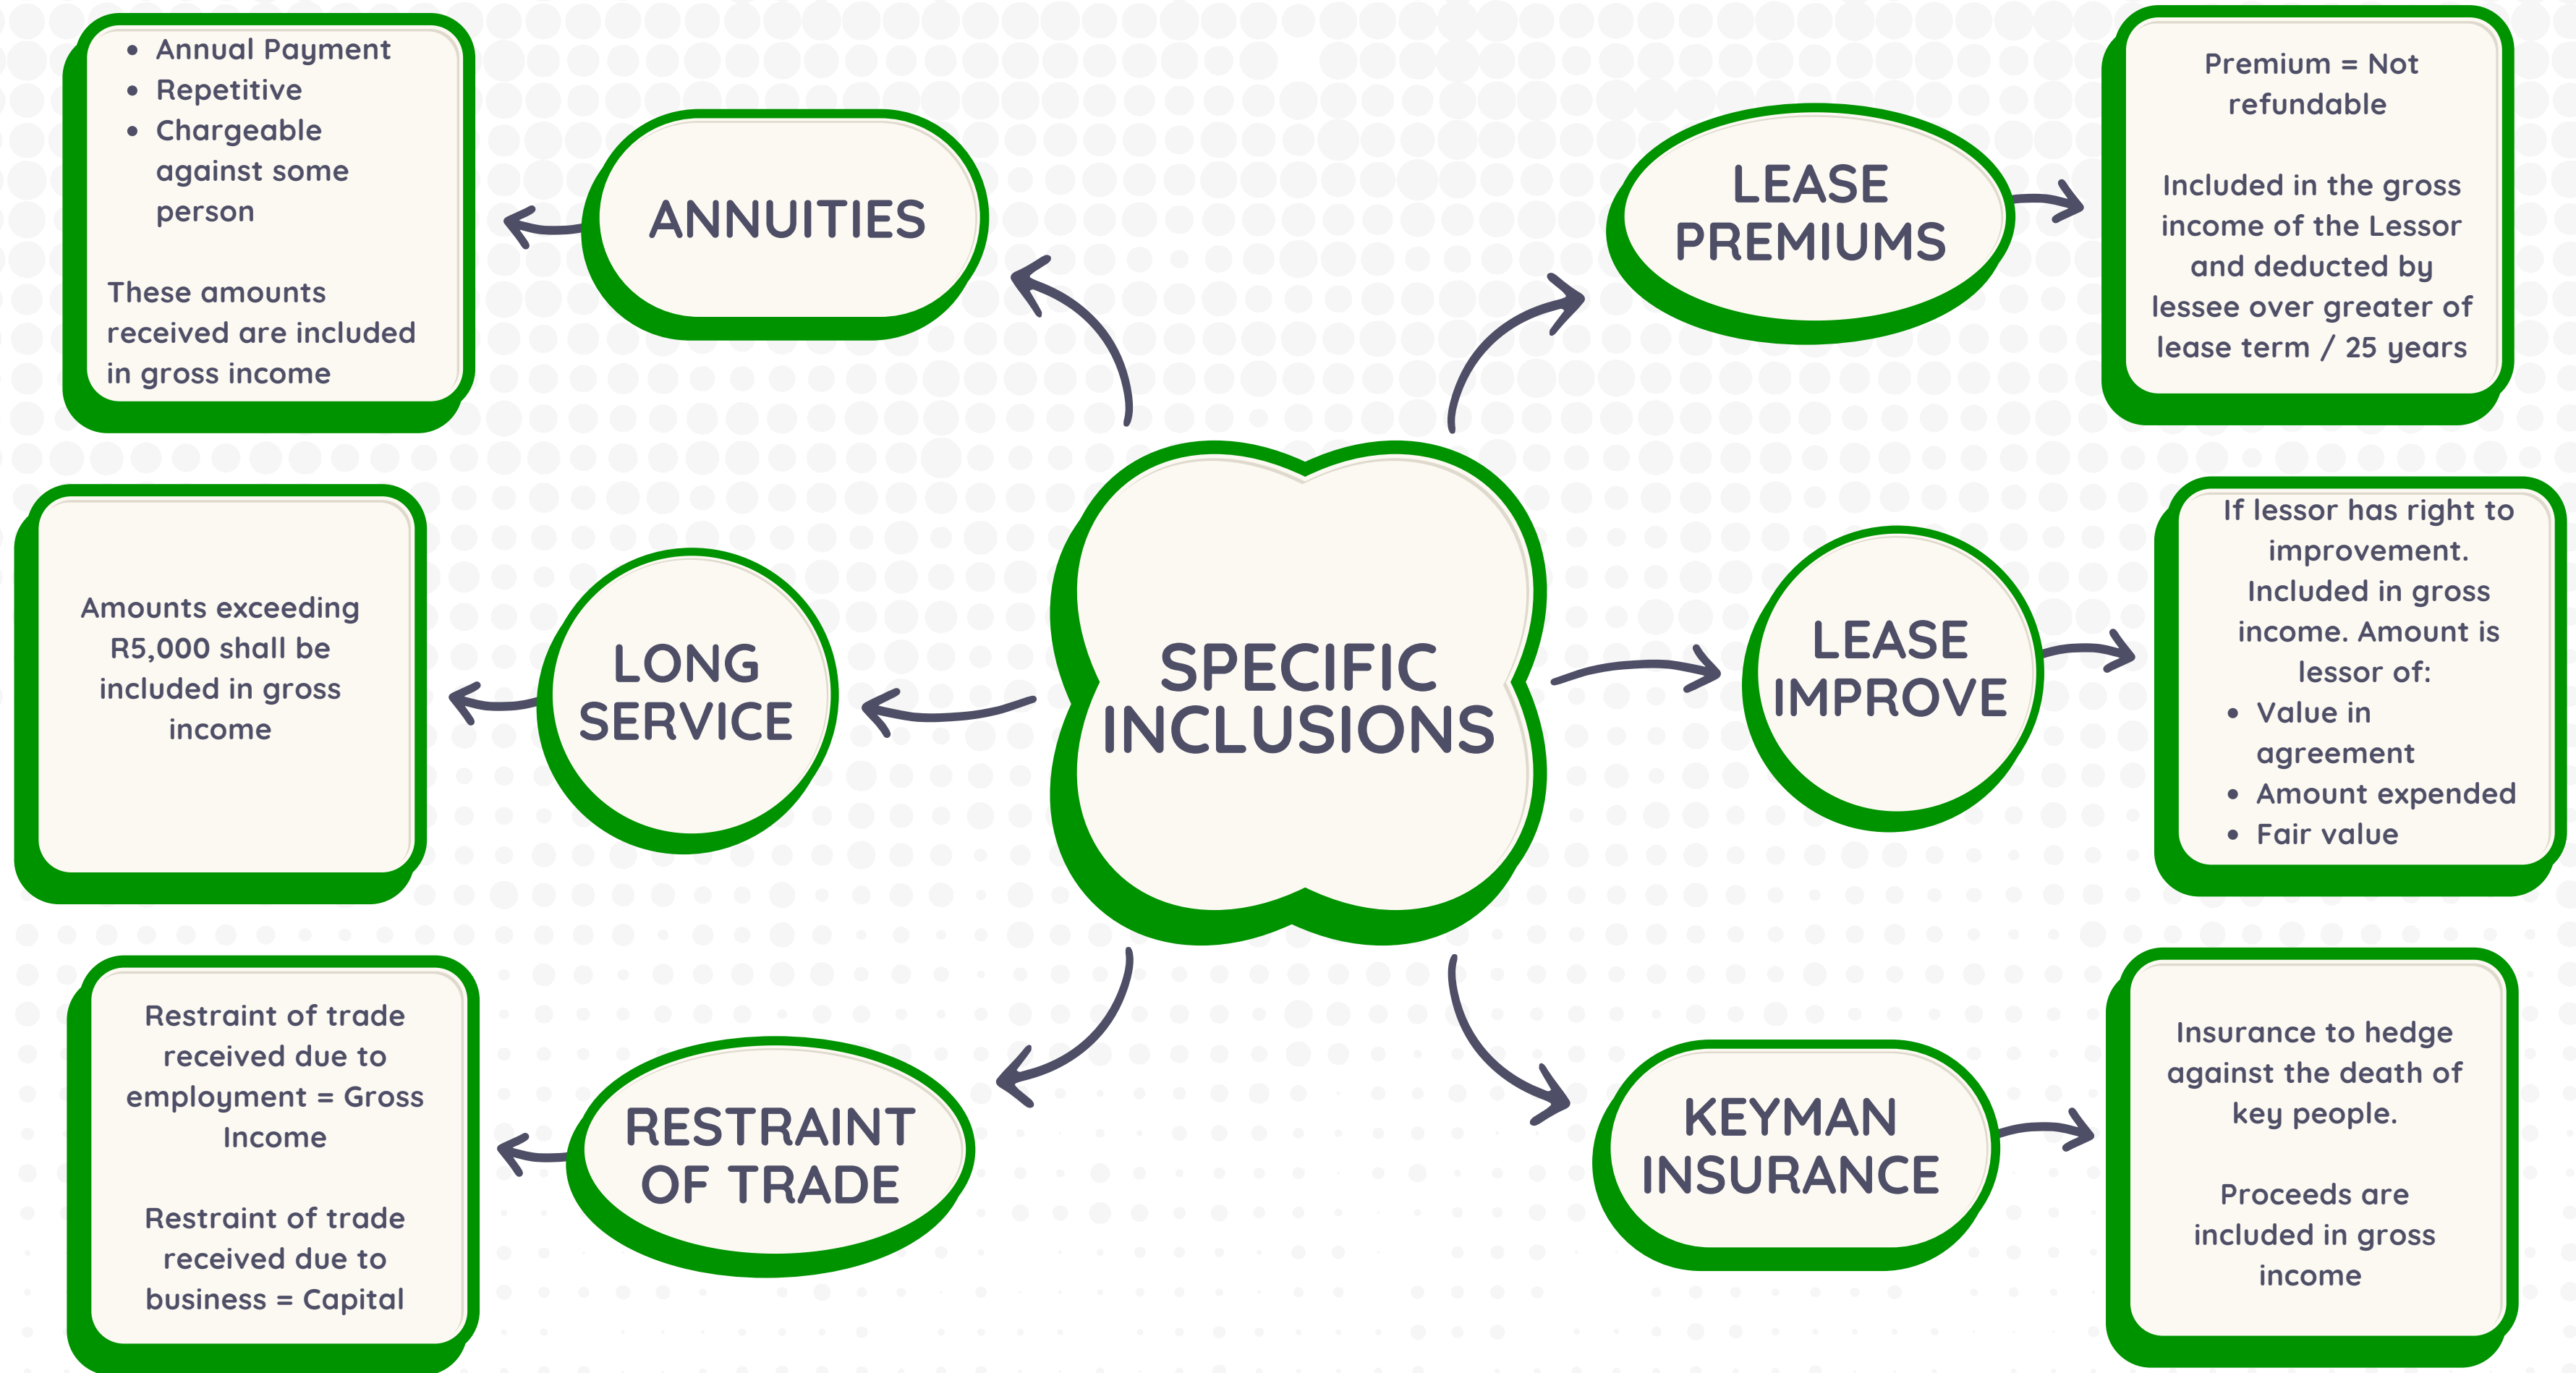 • Annual Payment
• Repetitive
• Chargeable
against some
person
These amounts
received are included
in gross income
ANNUITIES
LEASE
PREMIUMS
Premium = Not
refundable
Included in the gross
income of the Lessor
and deducted by
lessee over greater of
lease term / 25 years
Amounts exceeding
R5,000 shall be
included in gross
income
LONG
SERVICE
SPECIFIC
INCLUSIONS
LEASE
IMPROVE
If lessor has right to
improvement.
Included in gross
income. Amount is
lessor of:
• Value in
agreement
• Amount expended
• Fair value
Restraint of trade
received due to
employment = Gross
Income
Restraint of trade
received due to
business = Capital
RESTRAINT
OF TRADE
KEYMAN
INSURANCE
Insurance to hedge
against the death of
key people.
Proceeds are
included in gross
income